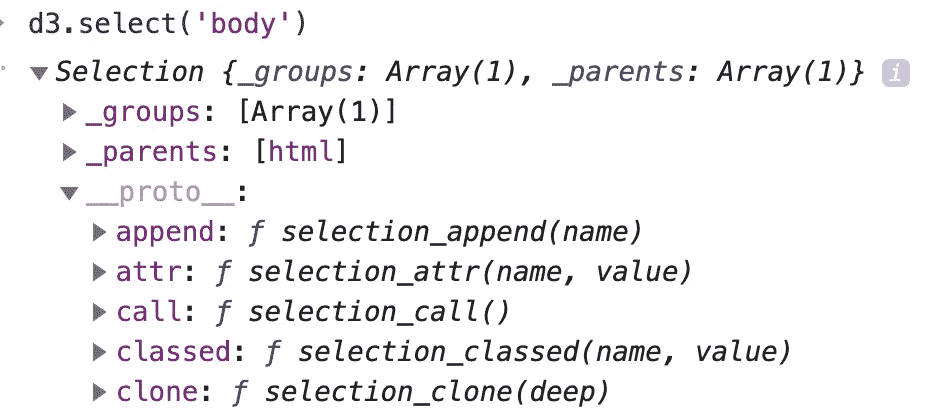 d3.select('body')
Selection {_groups: Array(1), _parents: Array(1)} i
_groups: [Array(1)]
_parents: [html]
__proto__:
append: ƒ selection_append(name)
attr: ƒ selection_attr(name, value)
call: ƒ selection_call()
classed: ƒ selection_classed(name, value)
clone: ƒ selection_clone(deep)